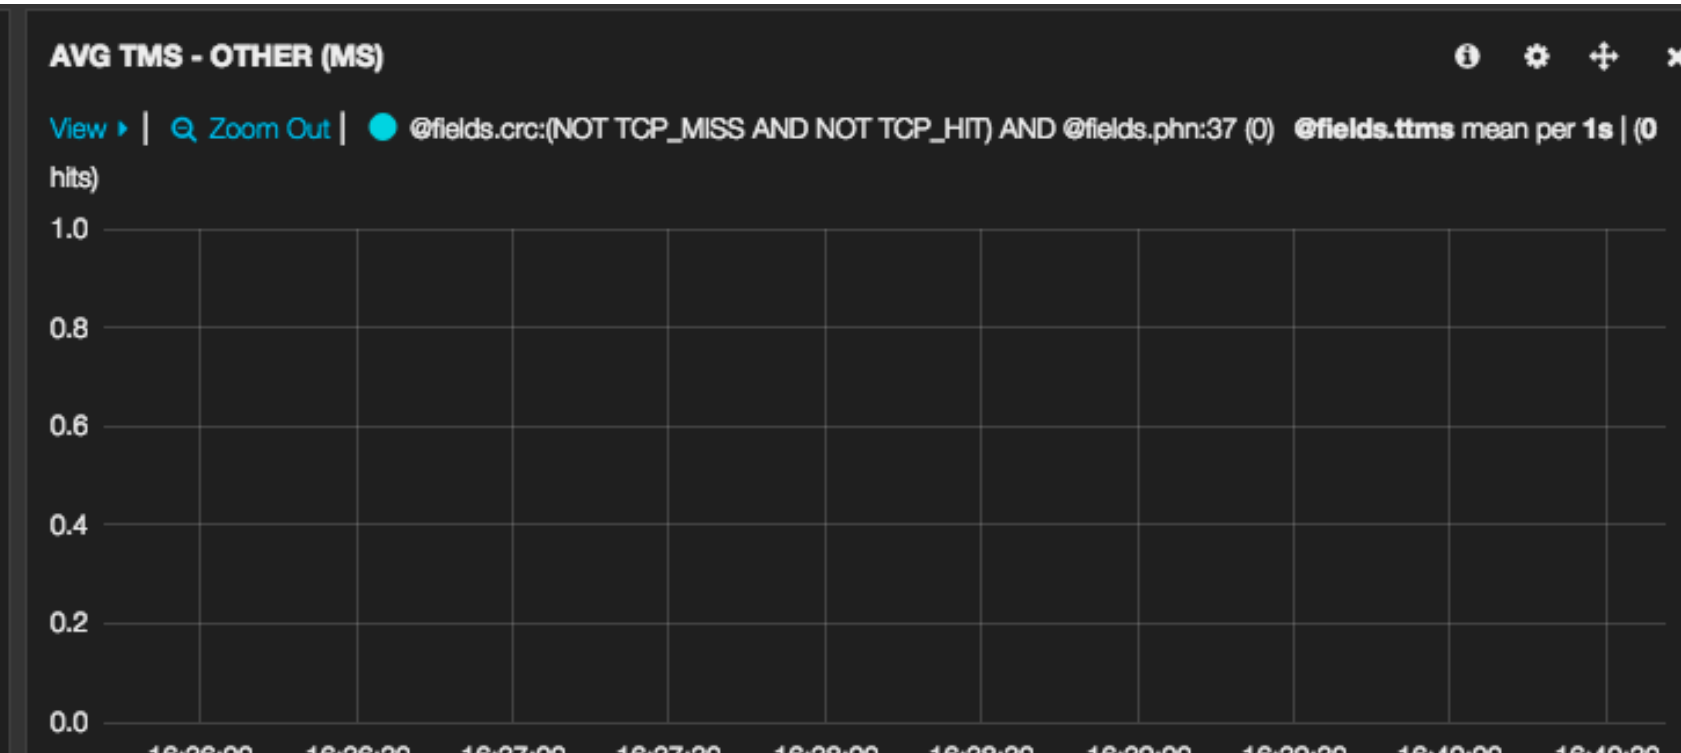 AVG TMS - OTHER (MS)
View | Zoom Out | @fields.crc:(NOT TCP_MISS AND NOT TCP_HIT) AND @fields.phn:37 (0) @fields.ttms mean per 1s | (0
hits)
1.0
0.8
0.6
0.4
0.2
0.0